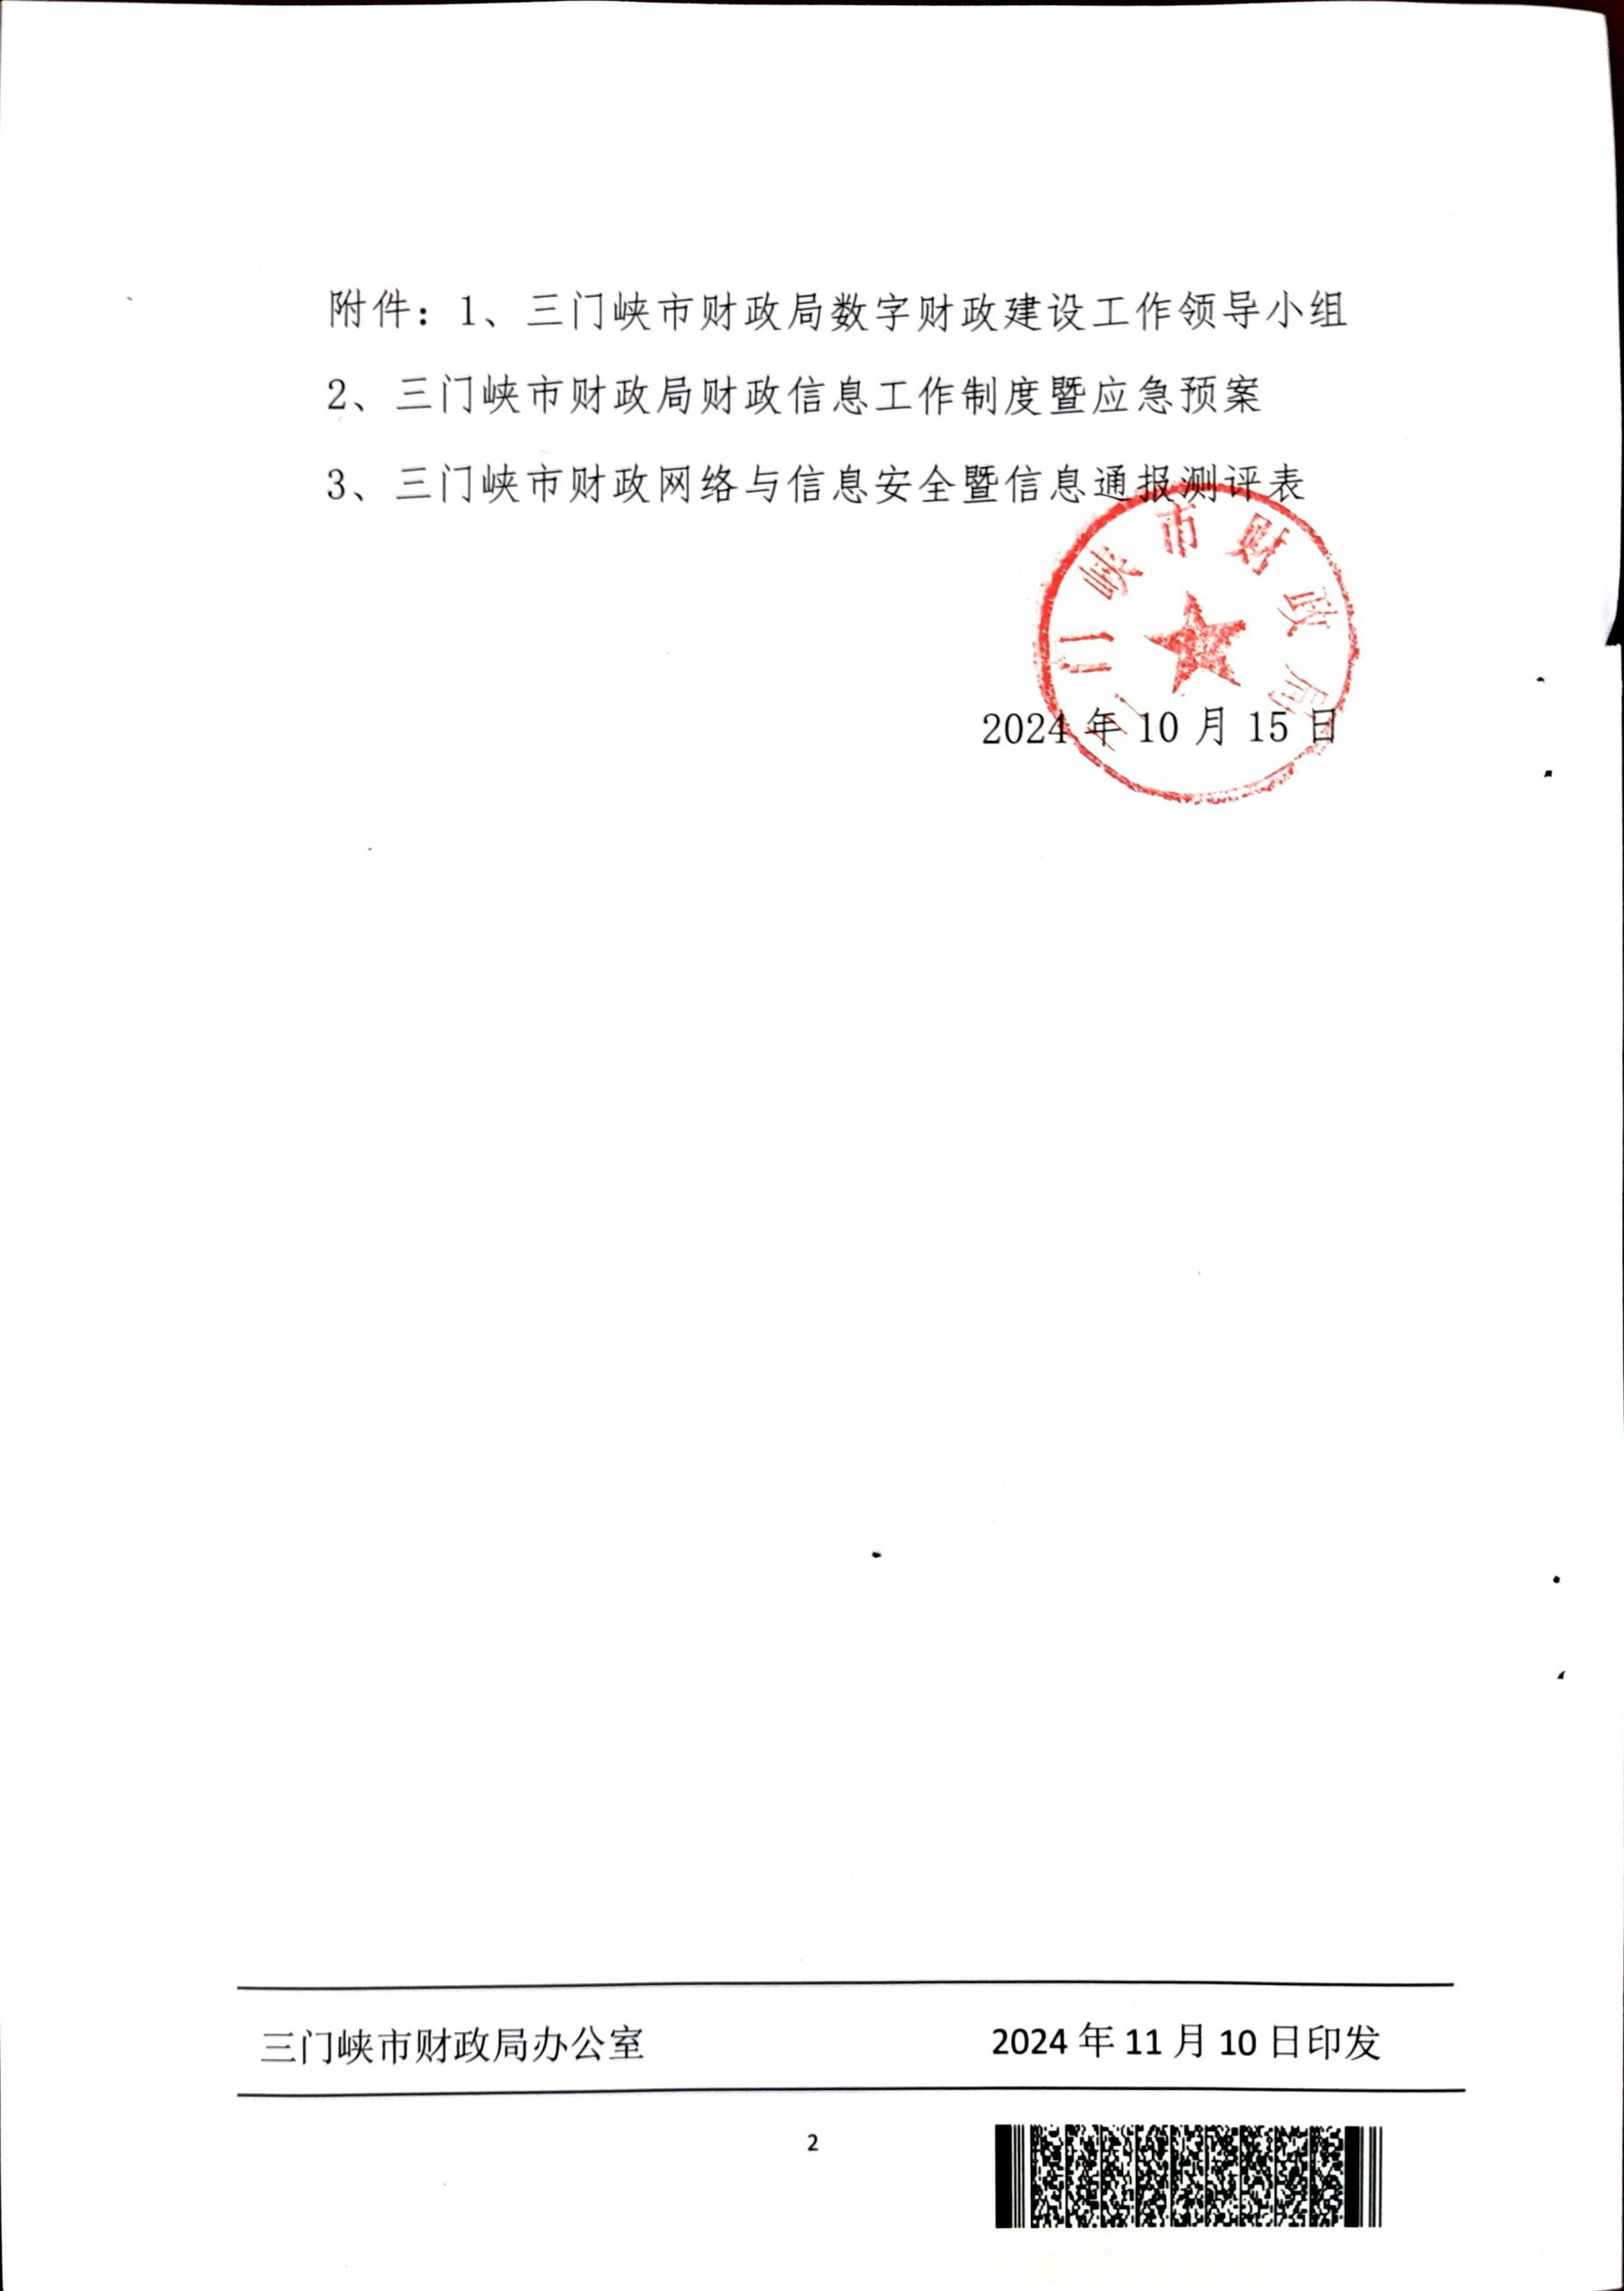 附件：1、三门峡市财政局数字财政建设工作领导小组
2、三门峡市财政局财政信息工作制度暨应急预案
3、三门峡市财政网络与信息安全暨信息通报测评表
三门峡市财政局
2024年10月15日
三门峡市财政局办公室 2024年11月10日印发
2